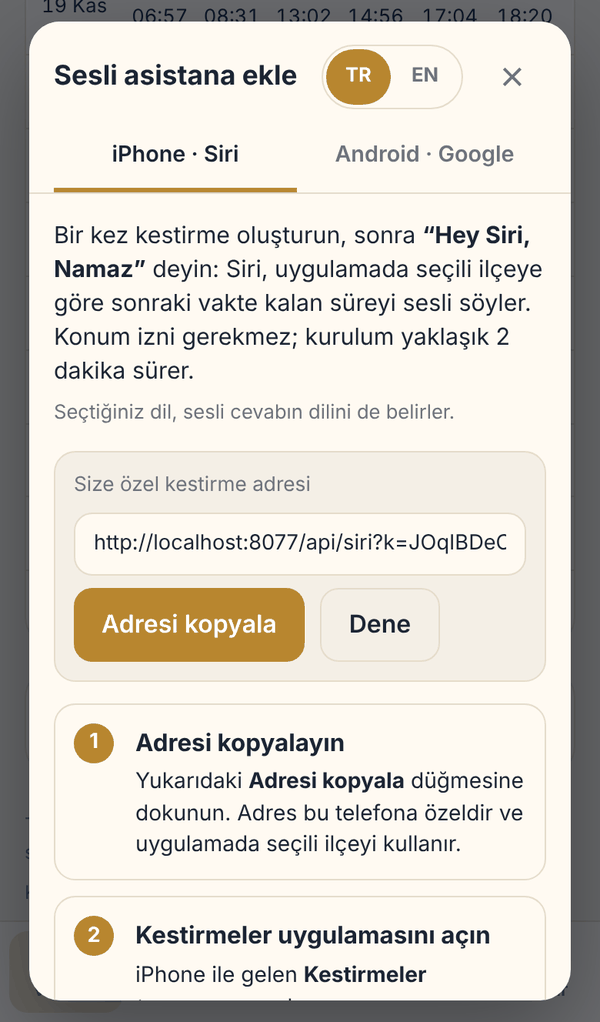 19 Kas 06:57 08:31 13:02 14:56 17:04 18:20
Sesli asistana ekle TR EN ×
iPhone · Siri Android · Google
Bir kez kestirme oluşturun, sonra “Hey Siri,
Namaz” deyin: Siri, uygulamada seçili ilçeye
göre sonraki vakte kalan süreyi sesli söyler.
Konum izni gerekmez; kurulum yaklaşık 2
dakika sürer.
Seçtiğiniz dil, sesli cevabın dilini de belirler.
Size özel kestirme adresi
http://localhost:8077/api/siri?k=JOqIBDeC
Adresi kopyala Dene
1 Adresi kopyalayın
Yukarıdaki Adresi kopyala düğmesine
dokunun. Adres bu telefona özeldir ve
uygulamada seçili ilçeyi kullanır.
2 Kestirmeler uygulamasını açın
iPhone ile gelen Kestirmeler